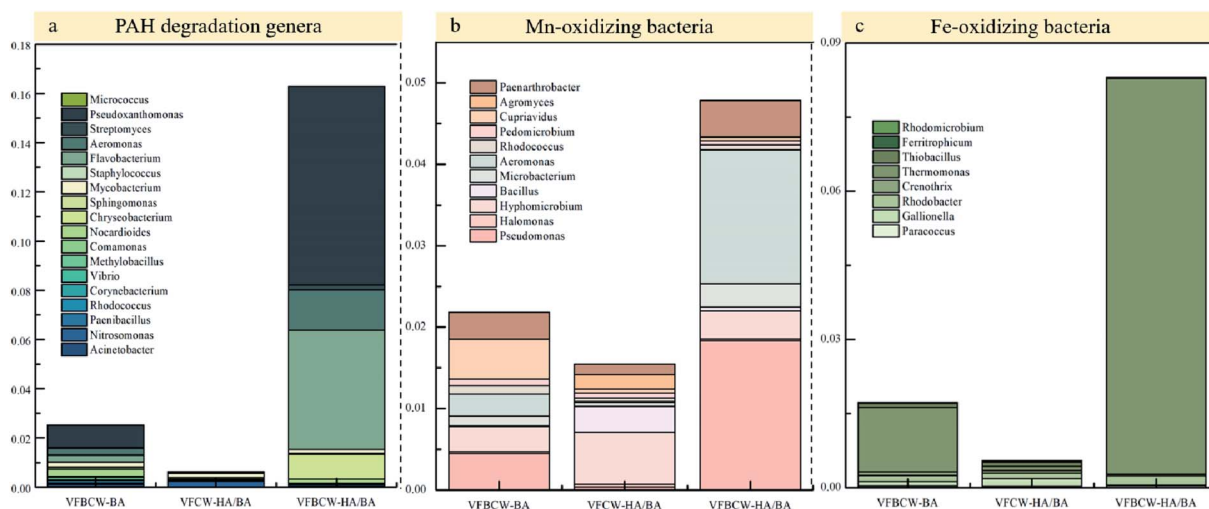 a PAH degradation genera
0.18
0.16
0.14
0.12
0.10
0.08
0.06
0.04
0.02
0.00
Micrococcus
Pseudoxanthomonas
Streptomyces
Aeromonas
Flavobacterium
Staphylococcus
Mycobacterium
Sphingomonas
Chryseobacterium
Nocardioides
Comamonas
Methylobacillus
Vibrio
Corynebacterium
Rhodococcus
Paenibacillus
Nitrosomonas
Acinetobacter
VFBCW-BA VFCW-HA/BA VFBCW-HA/BA
b Mn-oxidizing bacteria
0.05
0.04
0.03
0.02
0.01
0.00
Paenarthrobacter
Agromyces
Cupriavidus
Pedomicrobium
Rhodococcus
Aeromonas
Microbacterium
Bacillus
Hyphomicrobium
Halomonas
Pseudomonas
VFBCW-BA VFCW-HA/BA VFBCW-HA/BA
c Fe-oxidizing bacteria
0.09
0.06
0.03
0.00
Rhodomicrobium
Ferritrophicum
Thiobacillus
Thermomonas
Crenothrix
Rhodobacter
Gallionella
Paracoccus
VFBCW-BA VFCW-HA/BA VFBCW-HA/BA